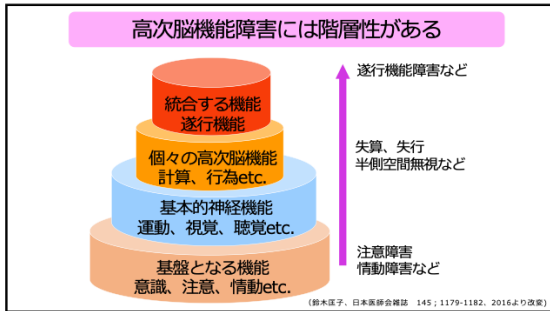 高次脳機能障害には階層性がある
統合する機能
遂行機能
個々の高次脳機能
計算、行為etc.
基本的神経機能
運動、視覚、聴覚etc.
基盤となる機能
意識、注意、情動etc.
遂行機能障害など
失算、失行
半側空間無視など
注意障害
情動障害など
(鈴木匡子. 日本医師会雑誌 145;1179-1182. 2016より改変)